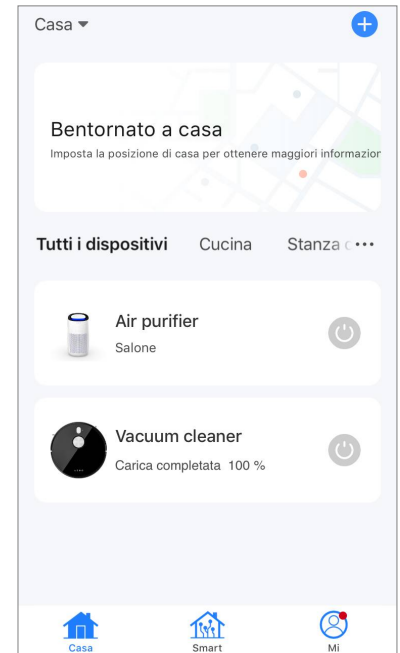 Casa
Bentornato a casa
Imposta la posizione di casa per ottenere maggiori informazion
Tutti i dispositivi Cucina Stanza
Air purifier
Salone
Vacuum cleaner
Carica completata 100 %
Casa Smart Mi